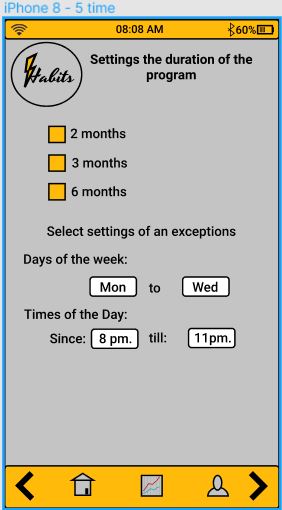 iPhone 8 - 5 time
08:08 AM
60%
Habits
Settings the duration of the
program
2 months
3 months
6 months
Select settings of an exceptions
Days of the week:
Mon to Wed
Times of the Day:
Since: 8 pm. till: 11pm.